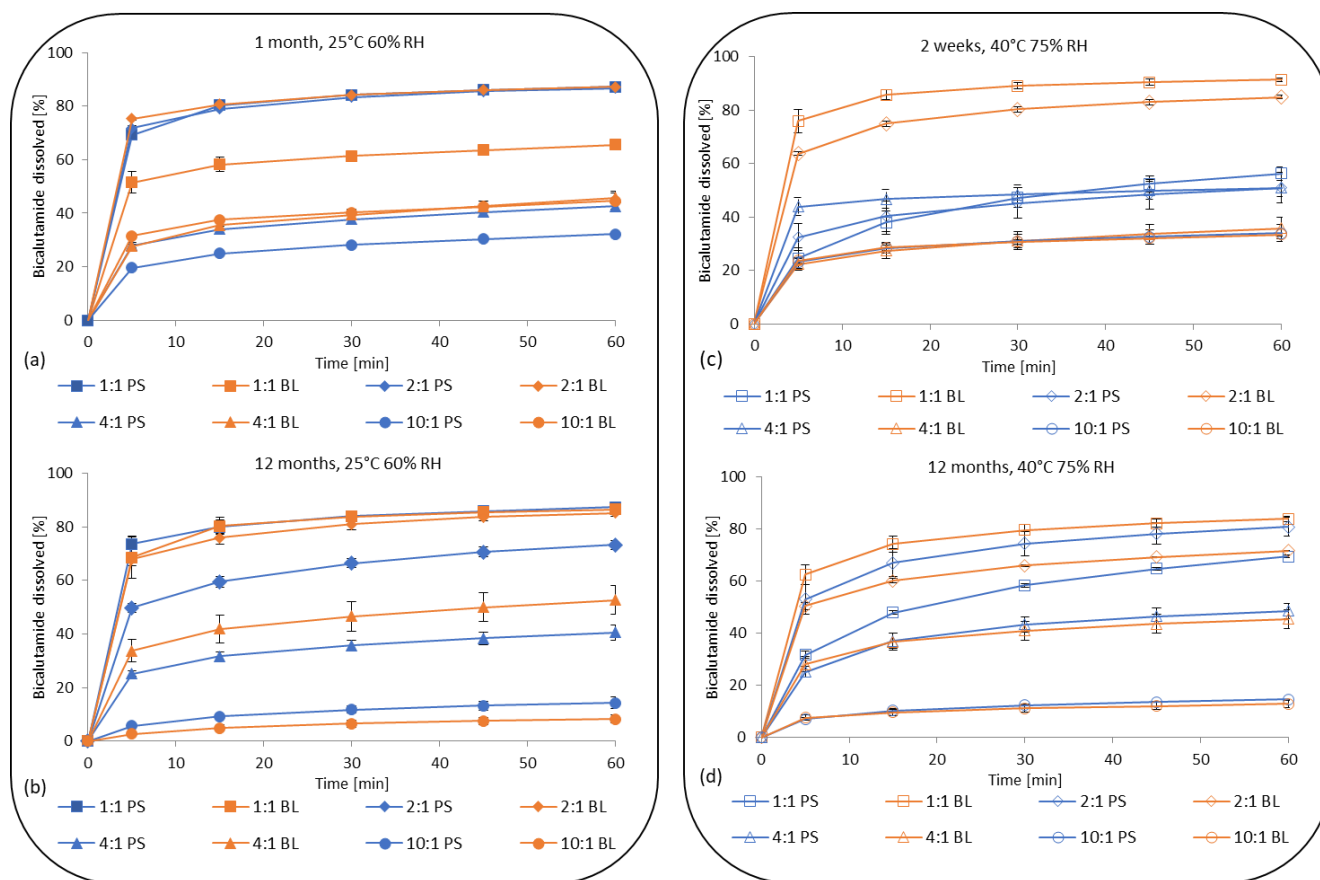 1 month, 25°C 60% RH
Bicalutamide dissolved [%]
100
80
60
40
20
0
0 10 20 30 40 50 60
Time [min]
(a)
1:1 PS 1:1 BL 2:1 PS 2:1 BL
4:1 PS 4:1 BL 10:1 PS 10:1 BL
12 months, 25°C 60% RH
Bicalutamide dissolved [%]
100
80
60
40
20
0
0 10 20 30 40 50 60
Time [min]
(b)
1:1 PS 1:1 BL 2:1 PS 2:1 BL
4:1 PS 4:1 BL 10:1 PS 10:1 BL
2 weeks, 40°C 75% RH
Bicalutamide dissolved [%]
100
80
60
40
20
0
0 10 20 30 40 50 60
Time [min]
(c)
1:1 PS 1:1 BL 2:1 PS 2:1 BL
4:1 PS 4:1 BL 10:1 PS 10:1 BL
12 months, 40°C 75% RH
Bicalutamide dissolved [%]
100
80
60
40
20
0
0 10 20 30 40 50 60
Time [min]
(d)
1:1 PS 1:1 BL 2:1 PS 2:1 BL
4:1 PS 4:1 BL 10:1 PS 10:1 BL